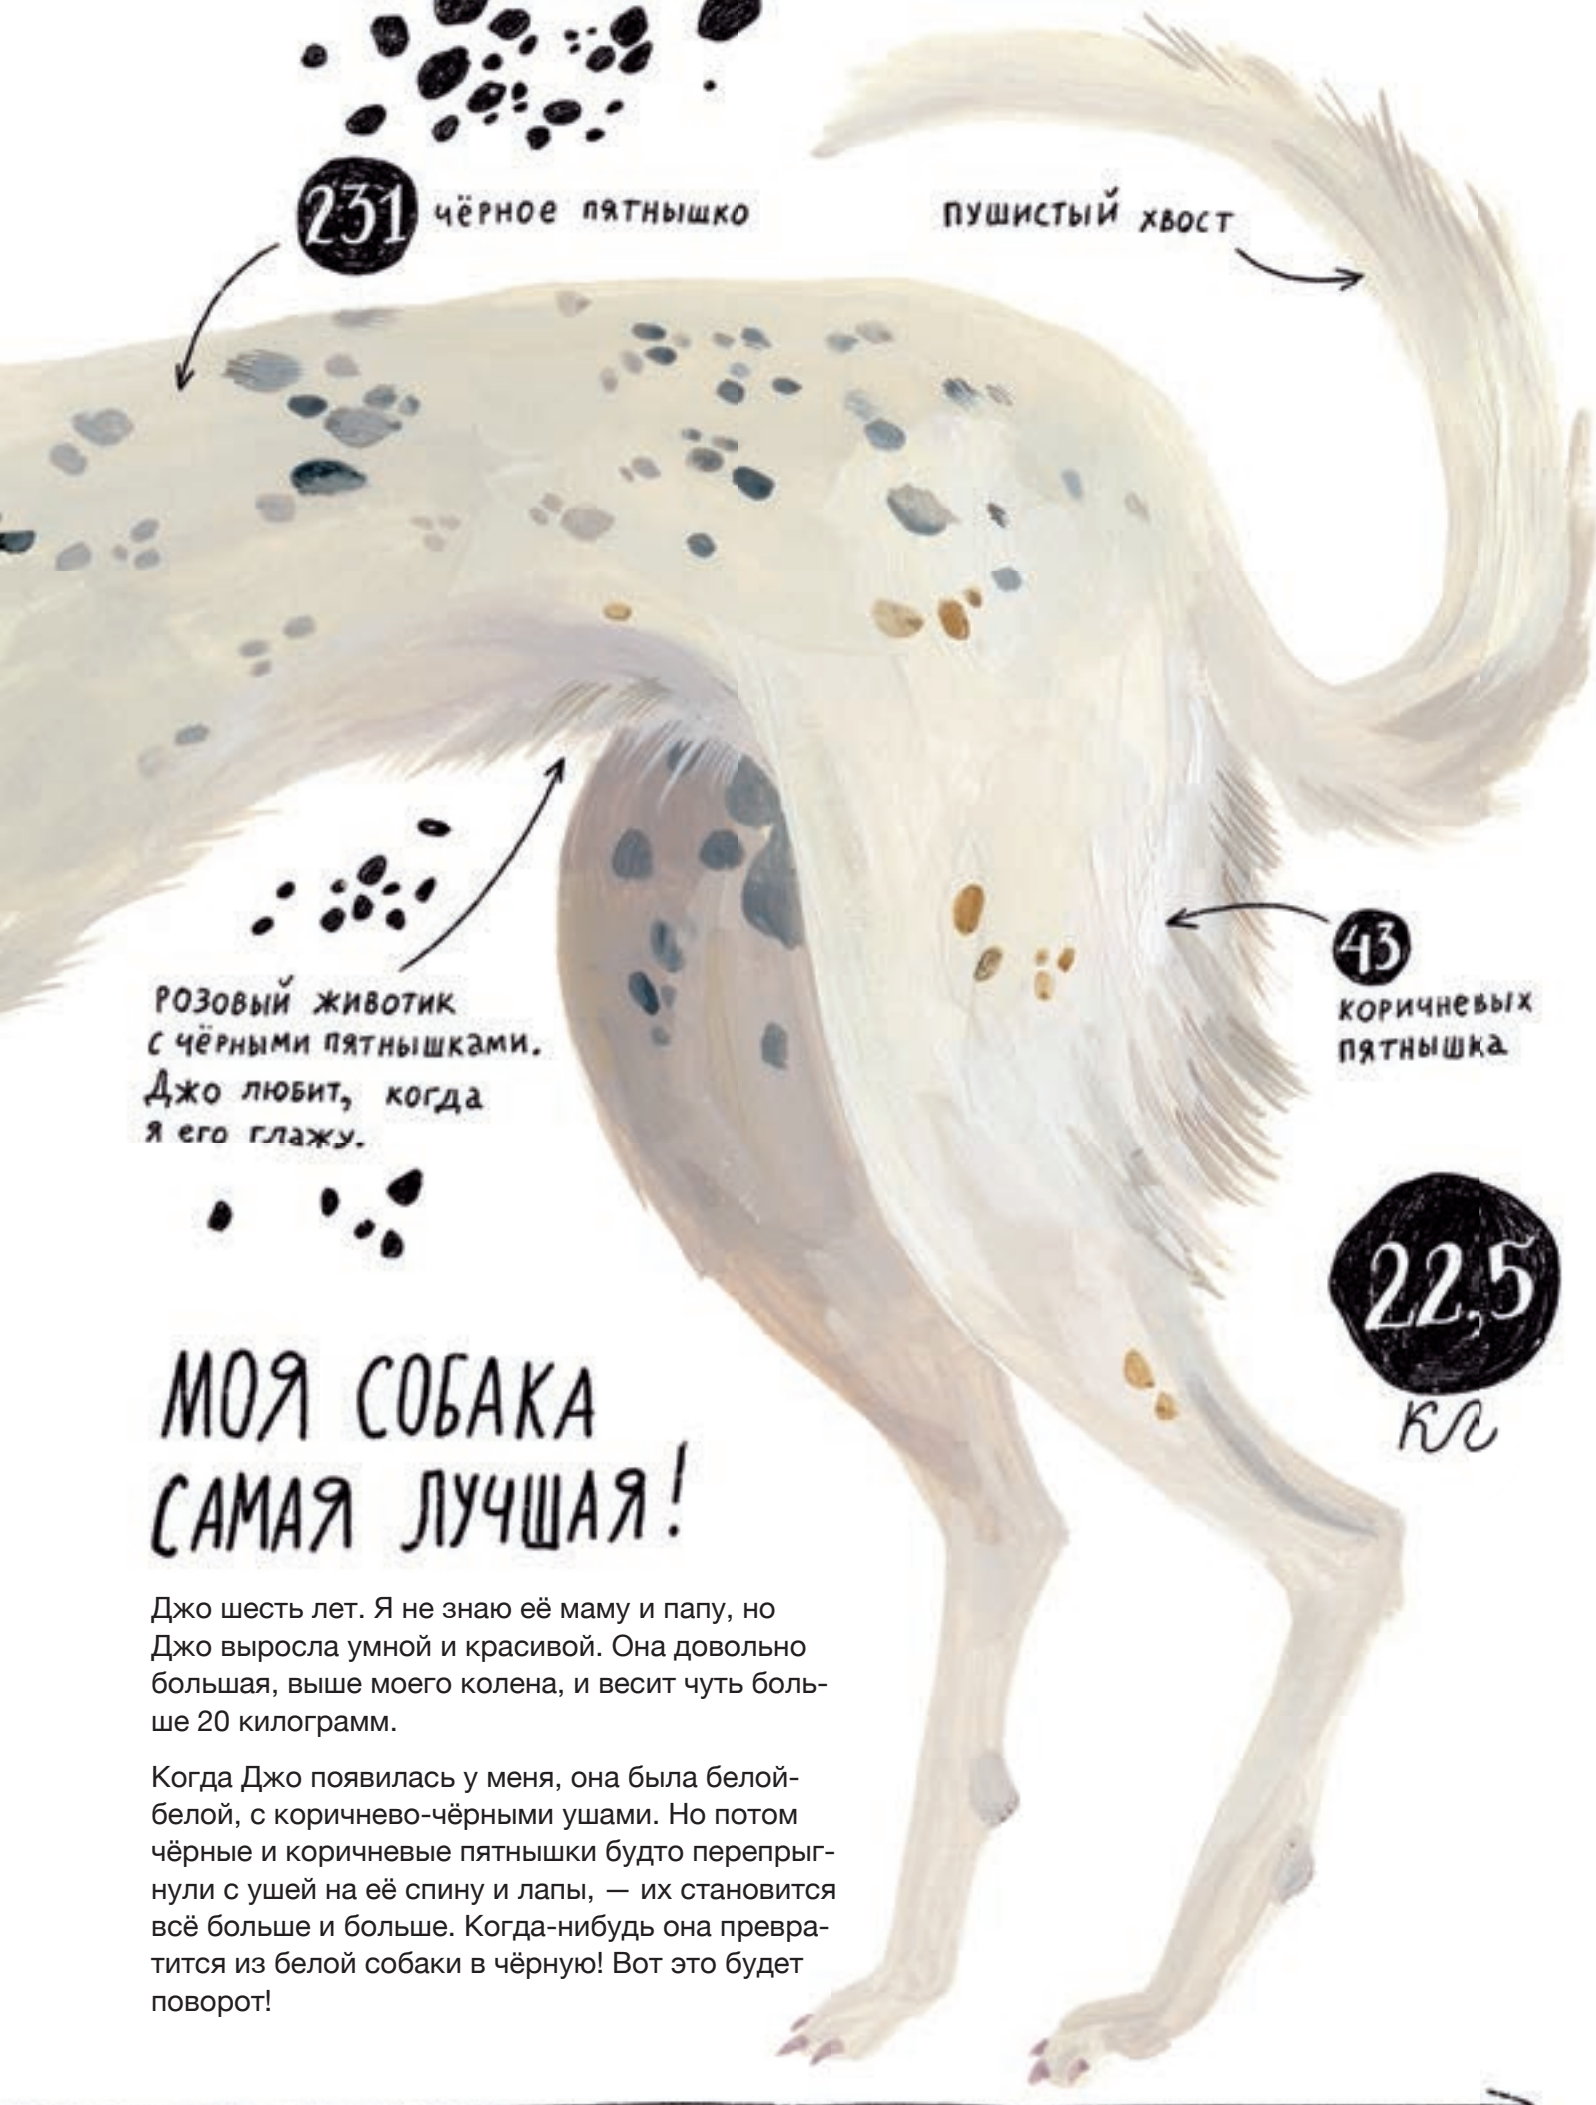 231 чёрное пятнышко
пушистый хвост
розовый животик
с чёрными пятнышками.
Джо любит, когда
я его глажу.
43
коричневых
пятнышка
22,5
кг
МОЯ СОБАКА
САМАЯ ЛУЧШАЯ!
Джо шесть лет. Я не знаю её маму и папу, но
Джо выросла умной и красивой. Она довольно
большая, выше моего колена, и весит чуть боль-
ше 20 килограмм.
Когда Джо появилась у меня, она была белой-
белой, с коричнево-чёрными ушами. Но потом
чёрные и коричневые пятнышки будто перепрыг-
нули с ушей на её спину и лапы, — их становится
всё больше и больше. Когда-нибудь она превра-
тится из белой собаки в чёрную! Вот это будет
поворот!